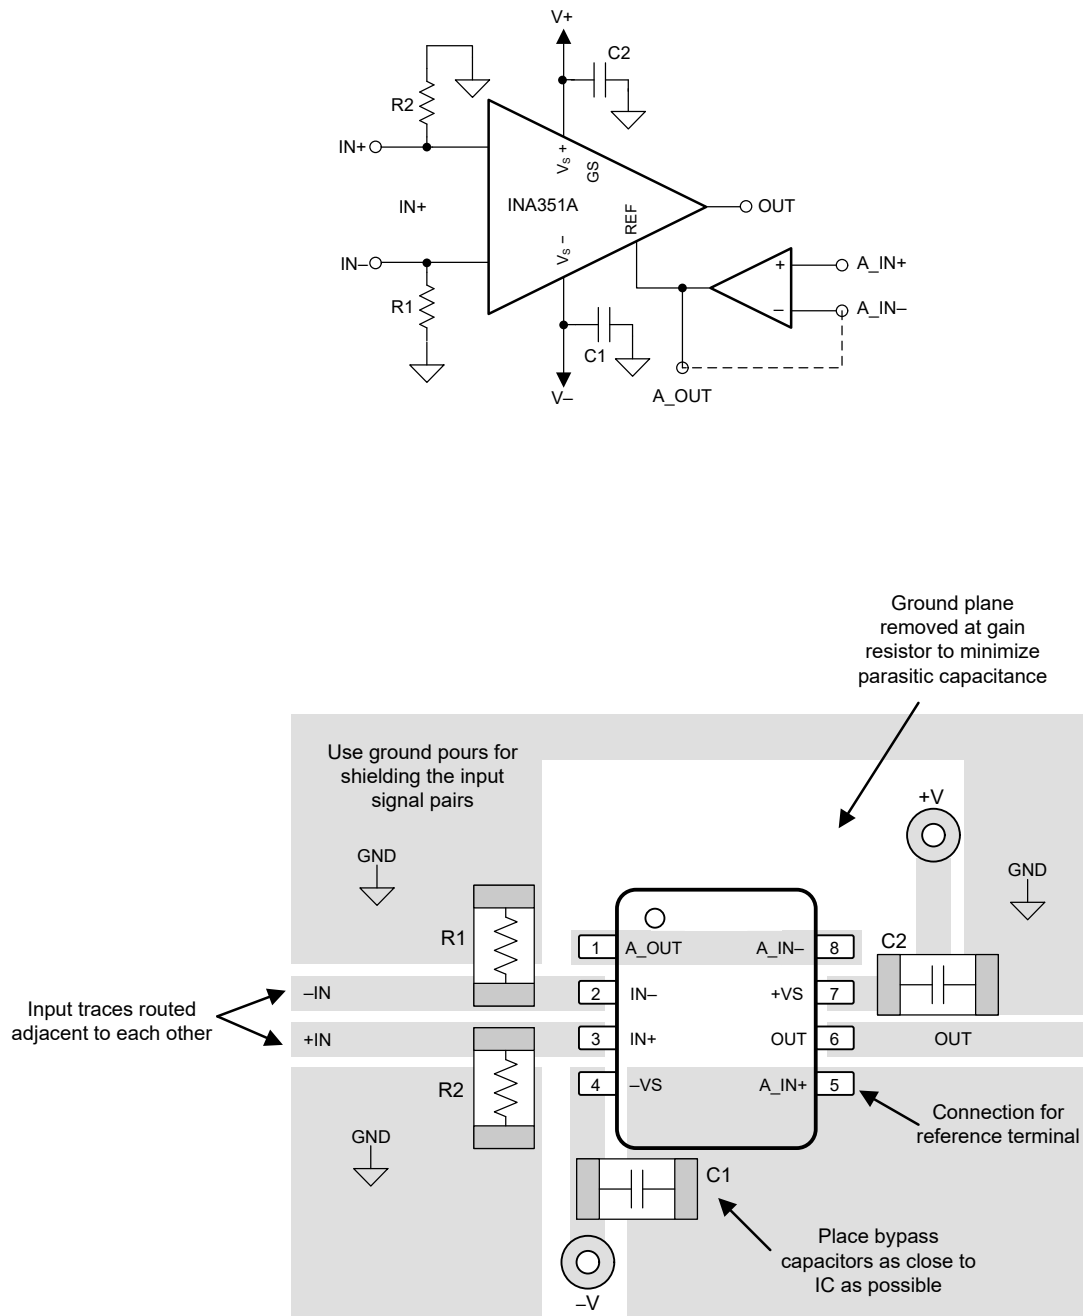 V+
C2
R2
IN+
VS +
GS
IN+
INA351A
REF
OUT
VS –
IN–
+
A_IN+
R1
–
A_IN–
C1
V–
A_OUT
Ground plane
removed at gain
resistor to minimize
parasitic capacitance
Use ground pours for
shielding the input
signal pairs
+V
GND
GND
R1
C2
1
A_OUT
A_IN–
8
–IN
2
IN–
+VS
7
Input traces routed
adjacent to each other
+IN
3
IN+
OUT
6
OUT
R2
4
–VS
A_IN+
5
Connection for
reference terminal
GND
C1
Place bypass
capacitors as close to
IC as possible
–V